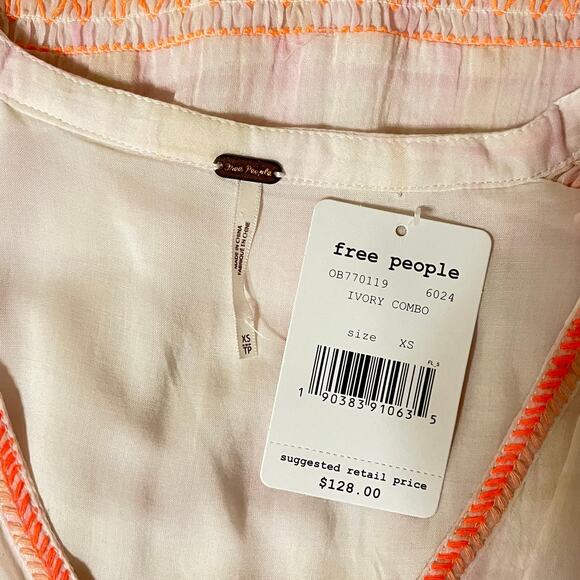 Free People
MADE IN CHINA
FABRIQUÉ EN CHINE
XS
TP
free people
OB770119 6024
IVORY COMBO
size XS
FL_5
1 90383 91063 5
suggested retail price
$128.00